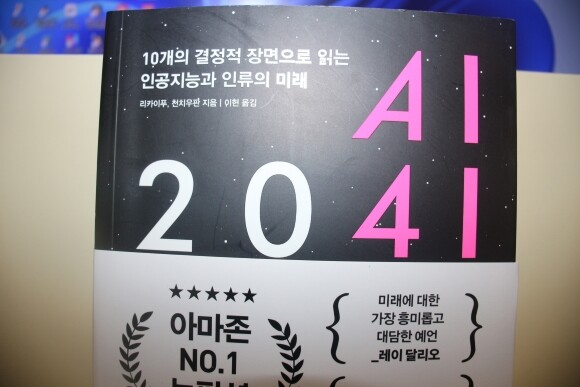 10개의 결정적 장면으로 읽는
인공지능과 인류의 미래
리카이푸, 천치우판 지음 | 이현 옮김
AI
2041
★★★★★
아마존
NO.1
{ 미래에 대한
가장 흥미롭고
대담한 예언
_레이 달리오 }